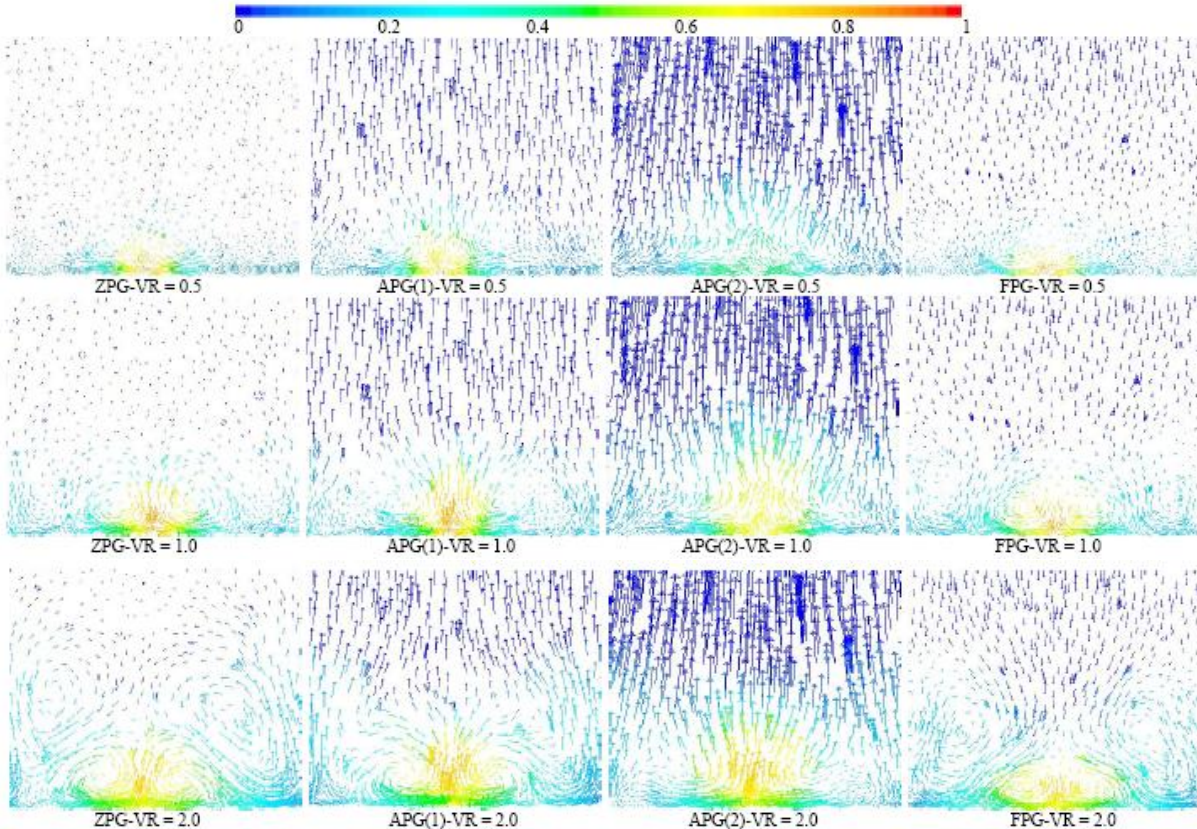 0 0.2 0.4 0.6 0.8 1
ZPG-VR = 0.5 APG(1)-VR = 0.5 APG(2)-VR = 0.5 FPG-VR = 0.5
ZPG-VR = 1.0 APG(1)-VR = 1.0 APG(2)-VR = 1.0 FPG-VR = 1.0
ZPG-VR = 2.0 APG(1)-VR = 2.0 APG(2)-VR = 2.0 FPG-VR = 2.0